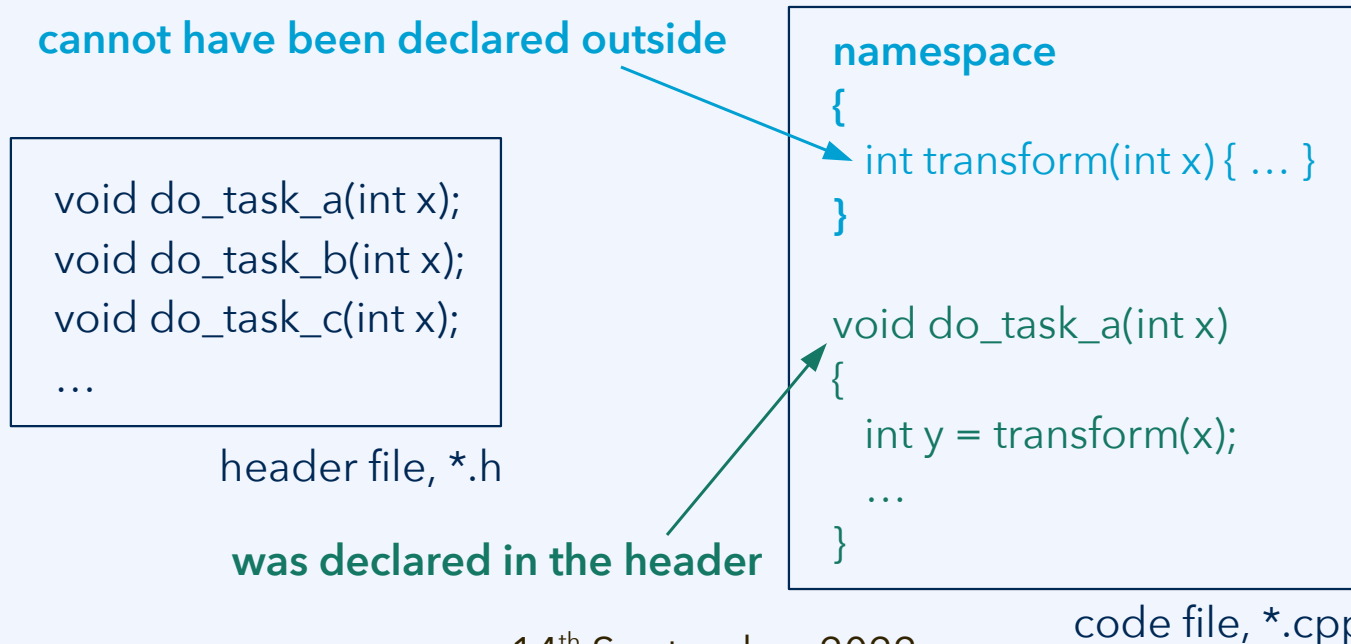 cannot have been declared outside
void do_task_a(int x);
void do_task_b(int x);
void do_task_c(int x);
…
header file, *.h
was declared in the header
namespace
{
int transform(int x) { … }
}
void do_task_a(int x)
{
int y = transform(x);
…
}
code file, *.cpp